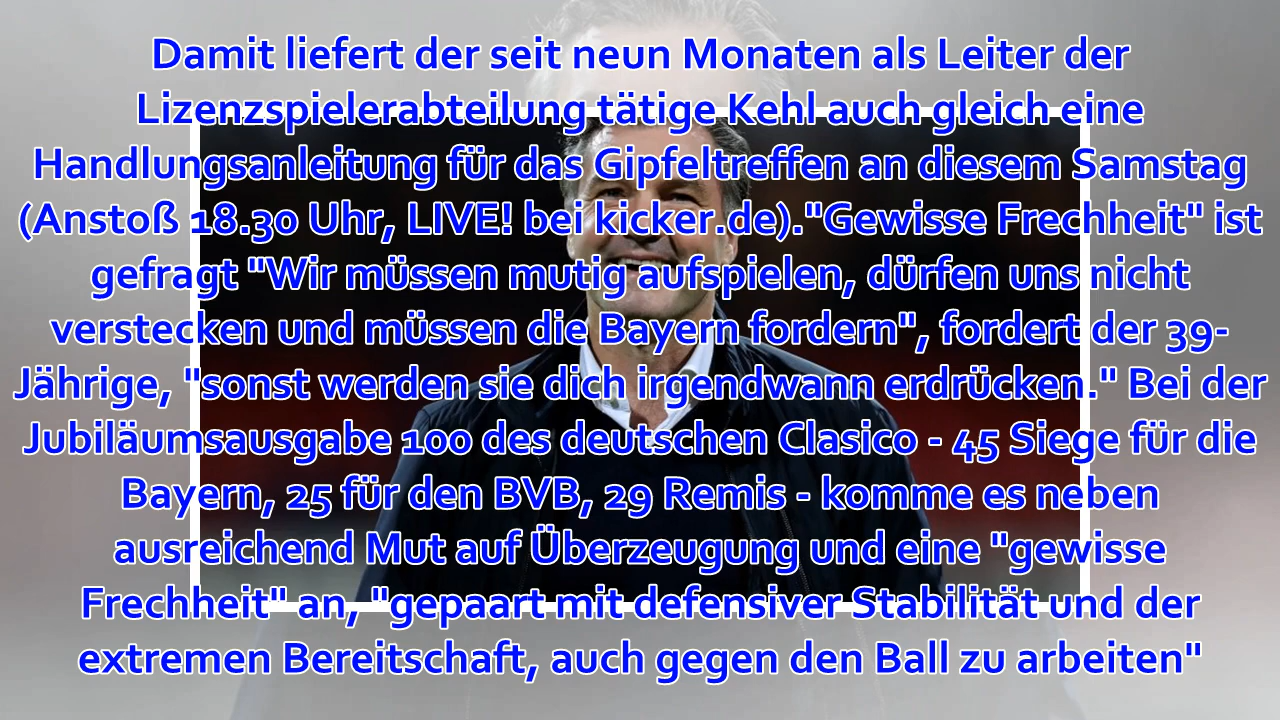 Damit liefert der seit neun Monaten als Leiter der
Lizenzspielerabteilung tätige Kehl auch gleich eine
Handlungsanleitung für das Gipfeltreffen an diesem Samstag
(Anstoß 18.30 Uhr, LIVE! bei kicker.de)."Gewisse Frechheit" ist
gefragt "Wir müssen mutig aufspielen, dürfen uns nicht
verstecken und müssen die Bayern fordern", fordert der 39-
Jährige, "sonst werden sie dich irgendwann erdrücken." Bei der
Jubiläumsausgabe 100 des deutschen Clasico - 45 Siege für die
Bayern, 25 für den BVB, 29 Remis - komme es neben
ausreichend Mut auf Überzeugung und eine "gewisse
Frechheit" an, "gepaart mit defensiver Stabilität und der
extremen Bereitschaft, auch gegen den Ball zu arbeiten"